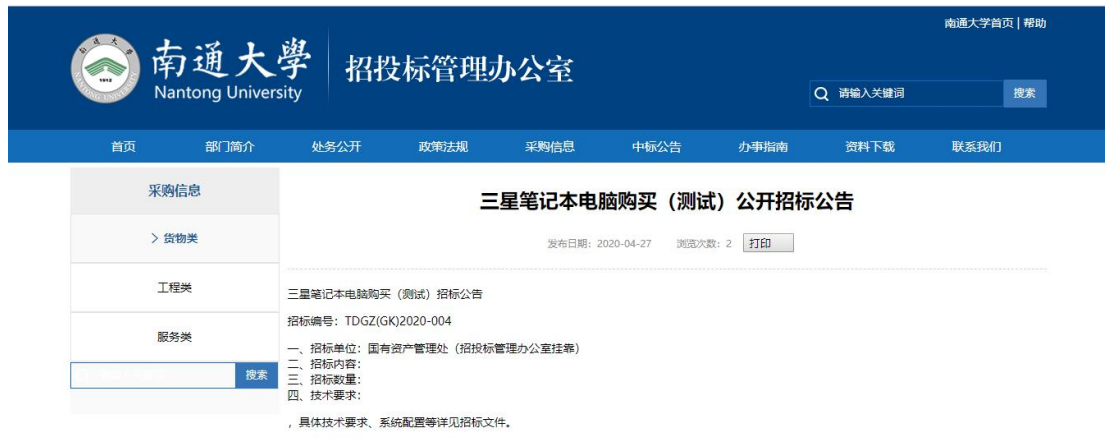 南通大学首页 | 帮助
南通大學
Nantong University
招投标管理办公室
请输入关键词
搜索
首页 部门简介 处务公开 政策法规 采购信息 中标公告 办事指南 资料下载 联系我们
采购信息
> 货物类
工程类
服务类
搜索
三星笔记本电脑购买（测试）公开招标公告
发布日期：2020-04-27 浏览次数：2 打印
三星笔记本电脑购买（测试）招标公告
招标编号：TDGZ(GK)2020-004
一、招标单位：国有资产管理处（招投标管理办公室挂靠）
二、招标内容：
三、招标数量：
四、技术要求：
，具体技术要求、系统配置等详见招标文件。